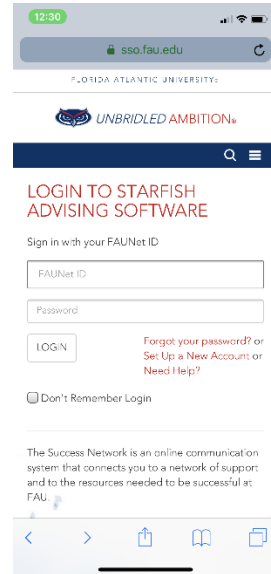 12:30
sso.fau.edu
FLORIDA ATLANTIC UNIVERSITY®
UNBRIDLED AMBITION®
LOGIN TO STARFISH
ADVISING SOFTWARE
Sign in with your FAUNet ID
FAUNet ID
Password
LOGIN
Forgot your password? or
Set Up a New Account or
Need Help?
Don't Remember Login
The Success Network is an online communication
system that connects you to a network of support
and to the resources needed to be successful at
FAU.